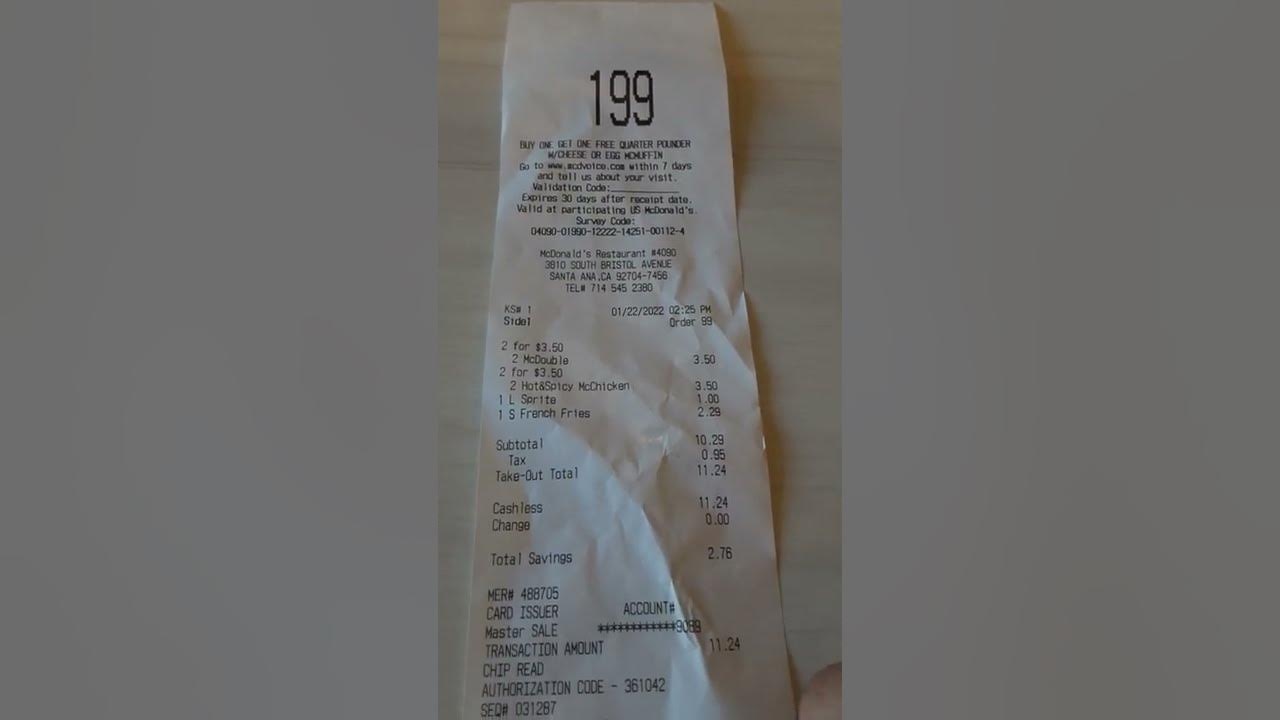 199
BUY ONE GET ONE FREE QUARTER POUNDER
W/CHEESE OR EGG MCMUFFIN
Go to www.mcdvoice.com within 7 days
and tell us about your visit.
Validation Code:__________
Expires 30 days after receipt date.
Valid at participating US McDonald's.
Survey Code:
04090-01990-12222-14251-00112-4
McDonald's Restaurant #4090
3810 SOUTH BRISTOL AVENUE
SANTA ANA,CA 92704-7456
TEL# 714 545 2380
KS# 1 01/22/2022 02:25 PM
Side1 Order 99
2 for $3.50
2 McDouble 3.50
2 for $3.50
2 Hot&Spicy McChicken 3.50
1 L Sprite 1.00
1 S French Fries 2.29
Subtotal 10.29
Tax 0.95
Take-Out Total 11.24
Cashless 11.24
Change 0.00
Total Savings 2.76
MER# 488705
CARD ISSUER ACCOUNT#
Master SALE ************9089
TRANSACTION AMOUNT 11.24
CHIP READ
AUTHORIZATION CODE - 361042
SEQ# 031287